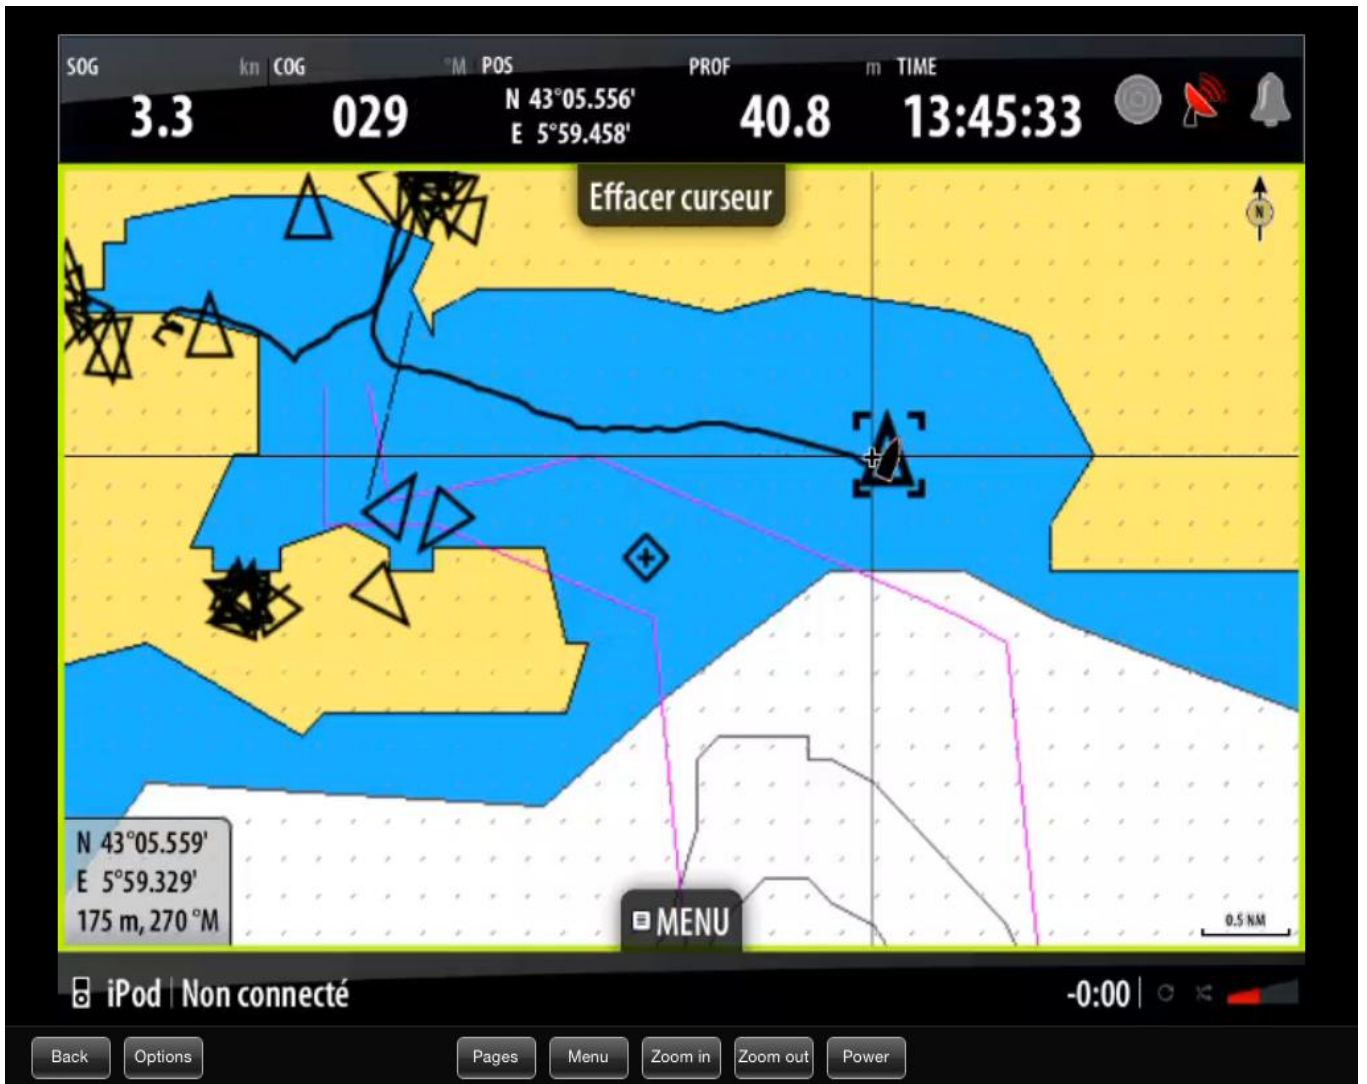 SOG kn COG °M POS PROF m TIME
3.3 029 N 43°05.556' 40.8 13:45:33
E 5°59.458'
Effacer curseur
N
N 43°05.559'
E 5°59.329'
175 m, 270 °M
MENU
0.5 NM
iPod Non connecté -0:00
Back Options Pages Menu Zoom in Zoom out Power